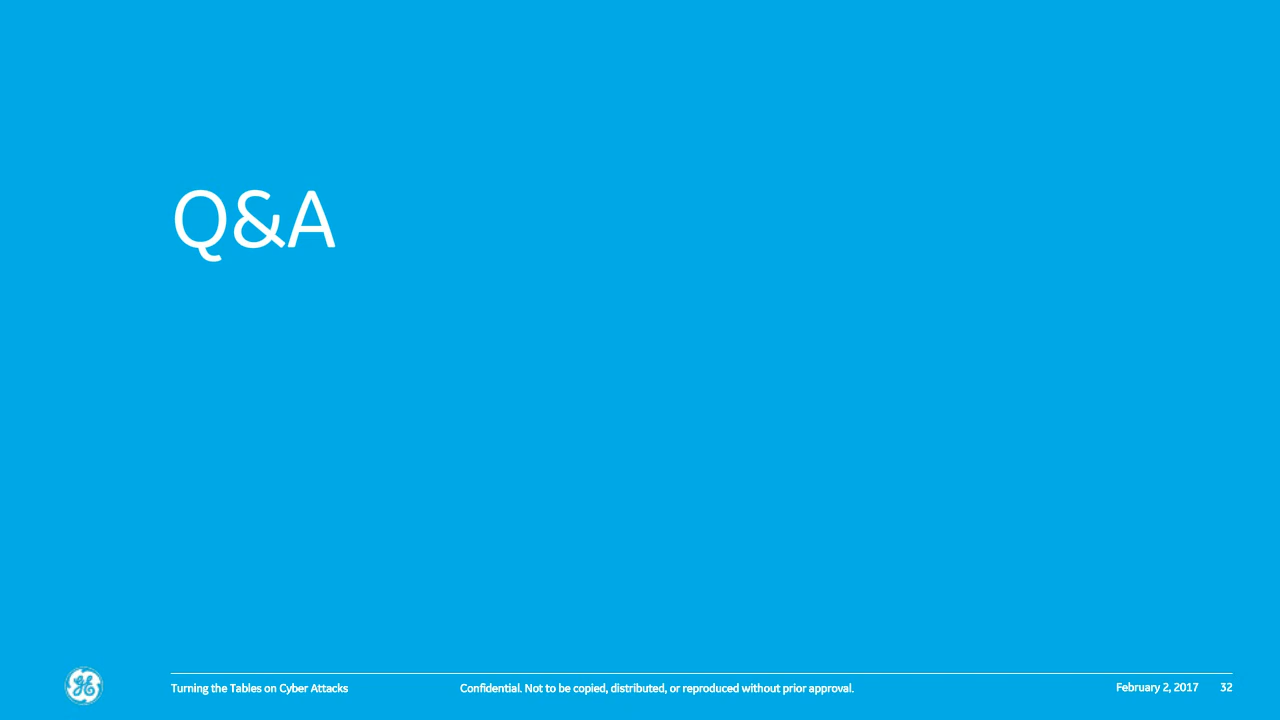 Q&A
Turning the Tables on Cyber Attacks
Confidential. Not to be copied, distributed, or reproduced without prior approval.
February 2, 2017
32